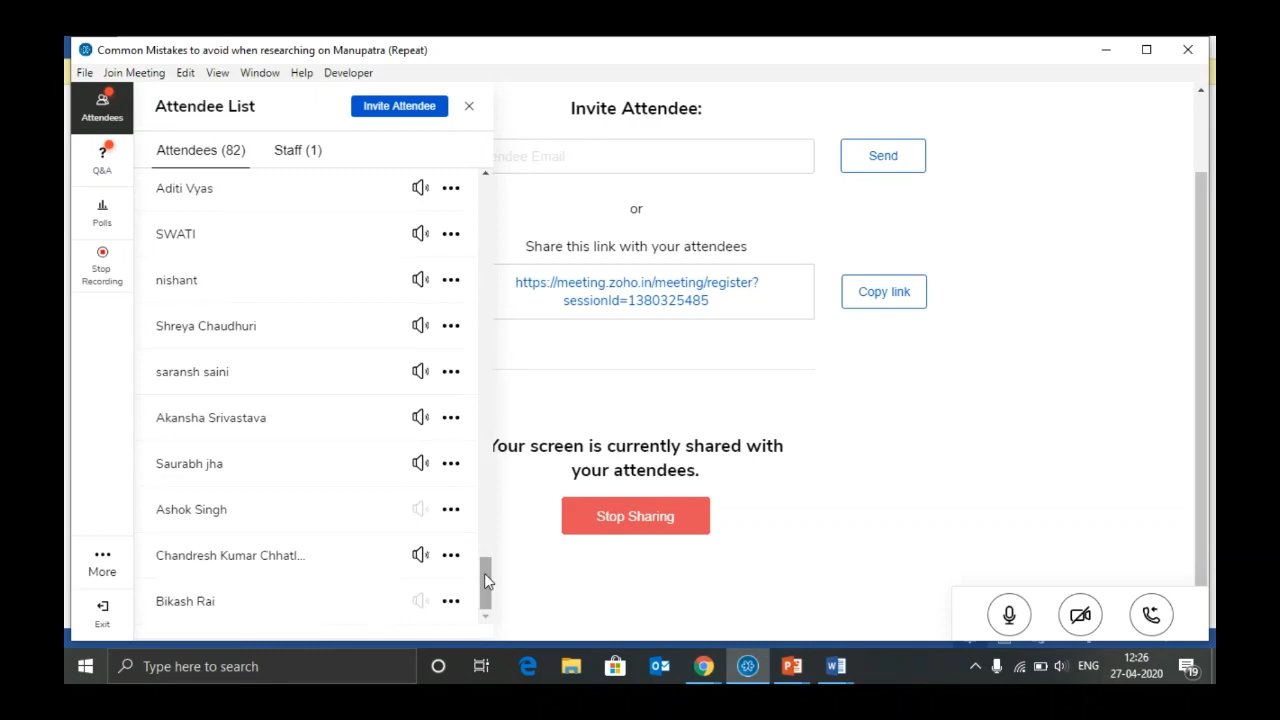 Common Mistakes to avoid when researching on Manupatra (Repeat)
File Join Meeting Edit View Window Help Developer
Attendees
Q&A
Polls
Stop
Recording
More
Exit
Attendee List
Invite Attendee
Attendees (82) Staff (1)
Aditi Vyas
SWATI
nishant
Shreya Chaudhuri
saransh saini
Akansha Srivastava
Saurabh jha
Ashok Singh
Chandresh Kumar Chhatl...
Bikash Rai
Invite Attendee:
Email
Send
or
Share this link with your attendees
https://meeting.zoho.in/meeting/register?
sessionId=1380325485
Copy link
Your screen is currently shared with
your attendees.
Stop Sharing
Type here to search
ENG
12:26
27-04-2020
19